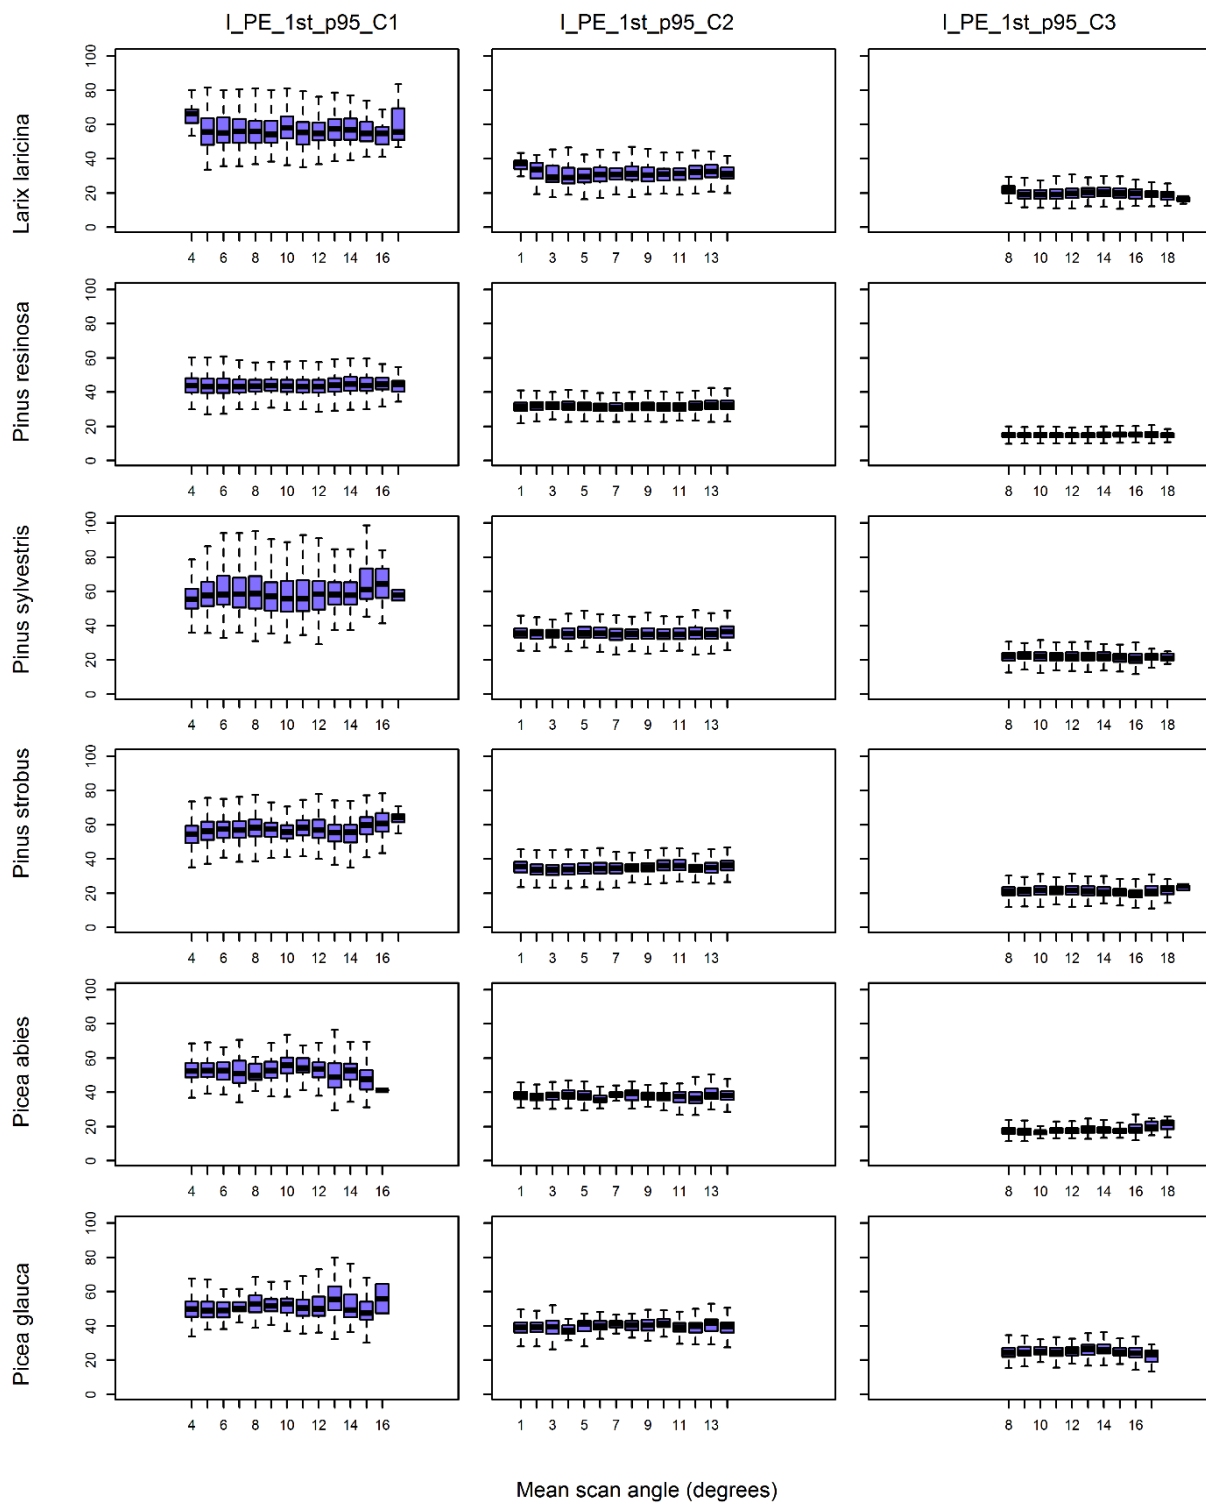 I_PE_1st_p95_C1 I_PE_1st_p95_C2 I_PE_1st_p95_C3
Larix laricina
0 20 40 60 80 100
4 6 8 10 12 14 16
1 3 5 7 9 11 13
8 10 12 14 16 18
Pinus resinosa
0 20 40 60 80 100
4 6 8 10 12 14 16
1 3 5 7 9 11 13
8 10 12 14 16 18
Pinus sylvestris
0 20 40 60 80 100
4 6 8 10 12 14 16
1 3 5 7 9 11 13
8 10 12 14 16 18
Pinus strobus
0 20 40 60 80 100
4 6 8 10 12 14 16
1 3 5 7 9 11 13
8 10 12 14 16 18
Picea abies
0 20 40 60 80 100
4 6 8 10 12 14 16
1 3 5 7 9 11 13
8 10 12 14 16 18
Picea glauca
0 20 40 60 80 100
4 6 8 10 12 14 16
1 3 5 7 9 11 13
8 10 12 14 16 18
Mean scan angle (degrees)